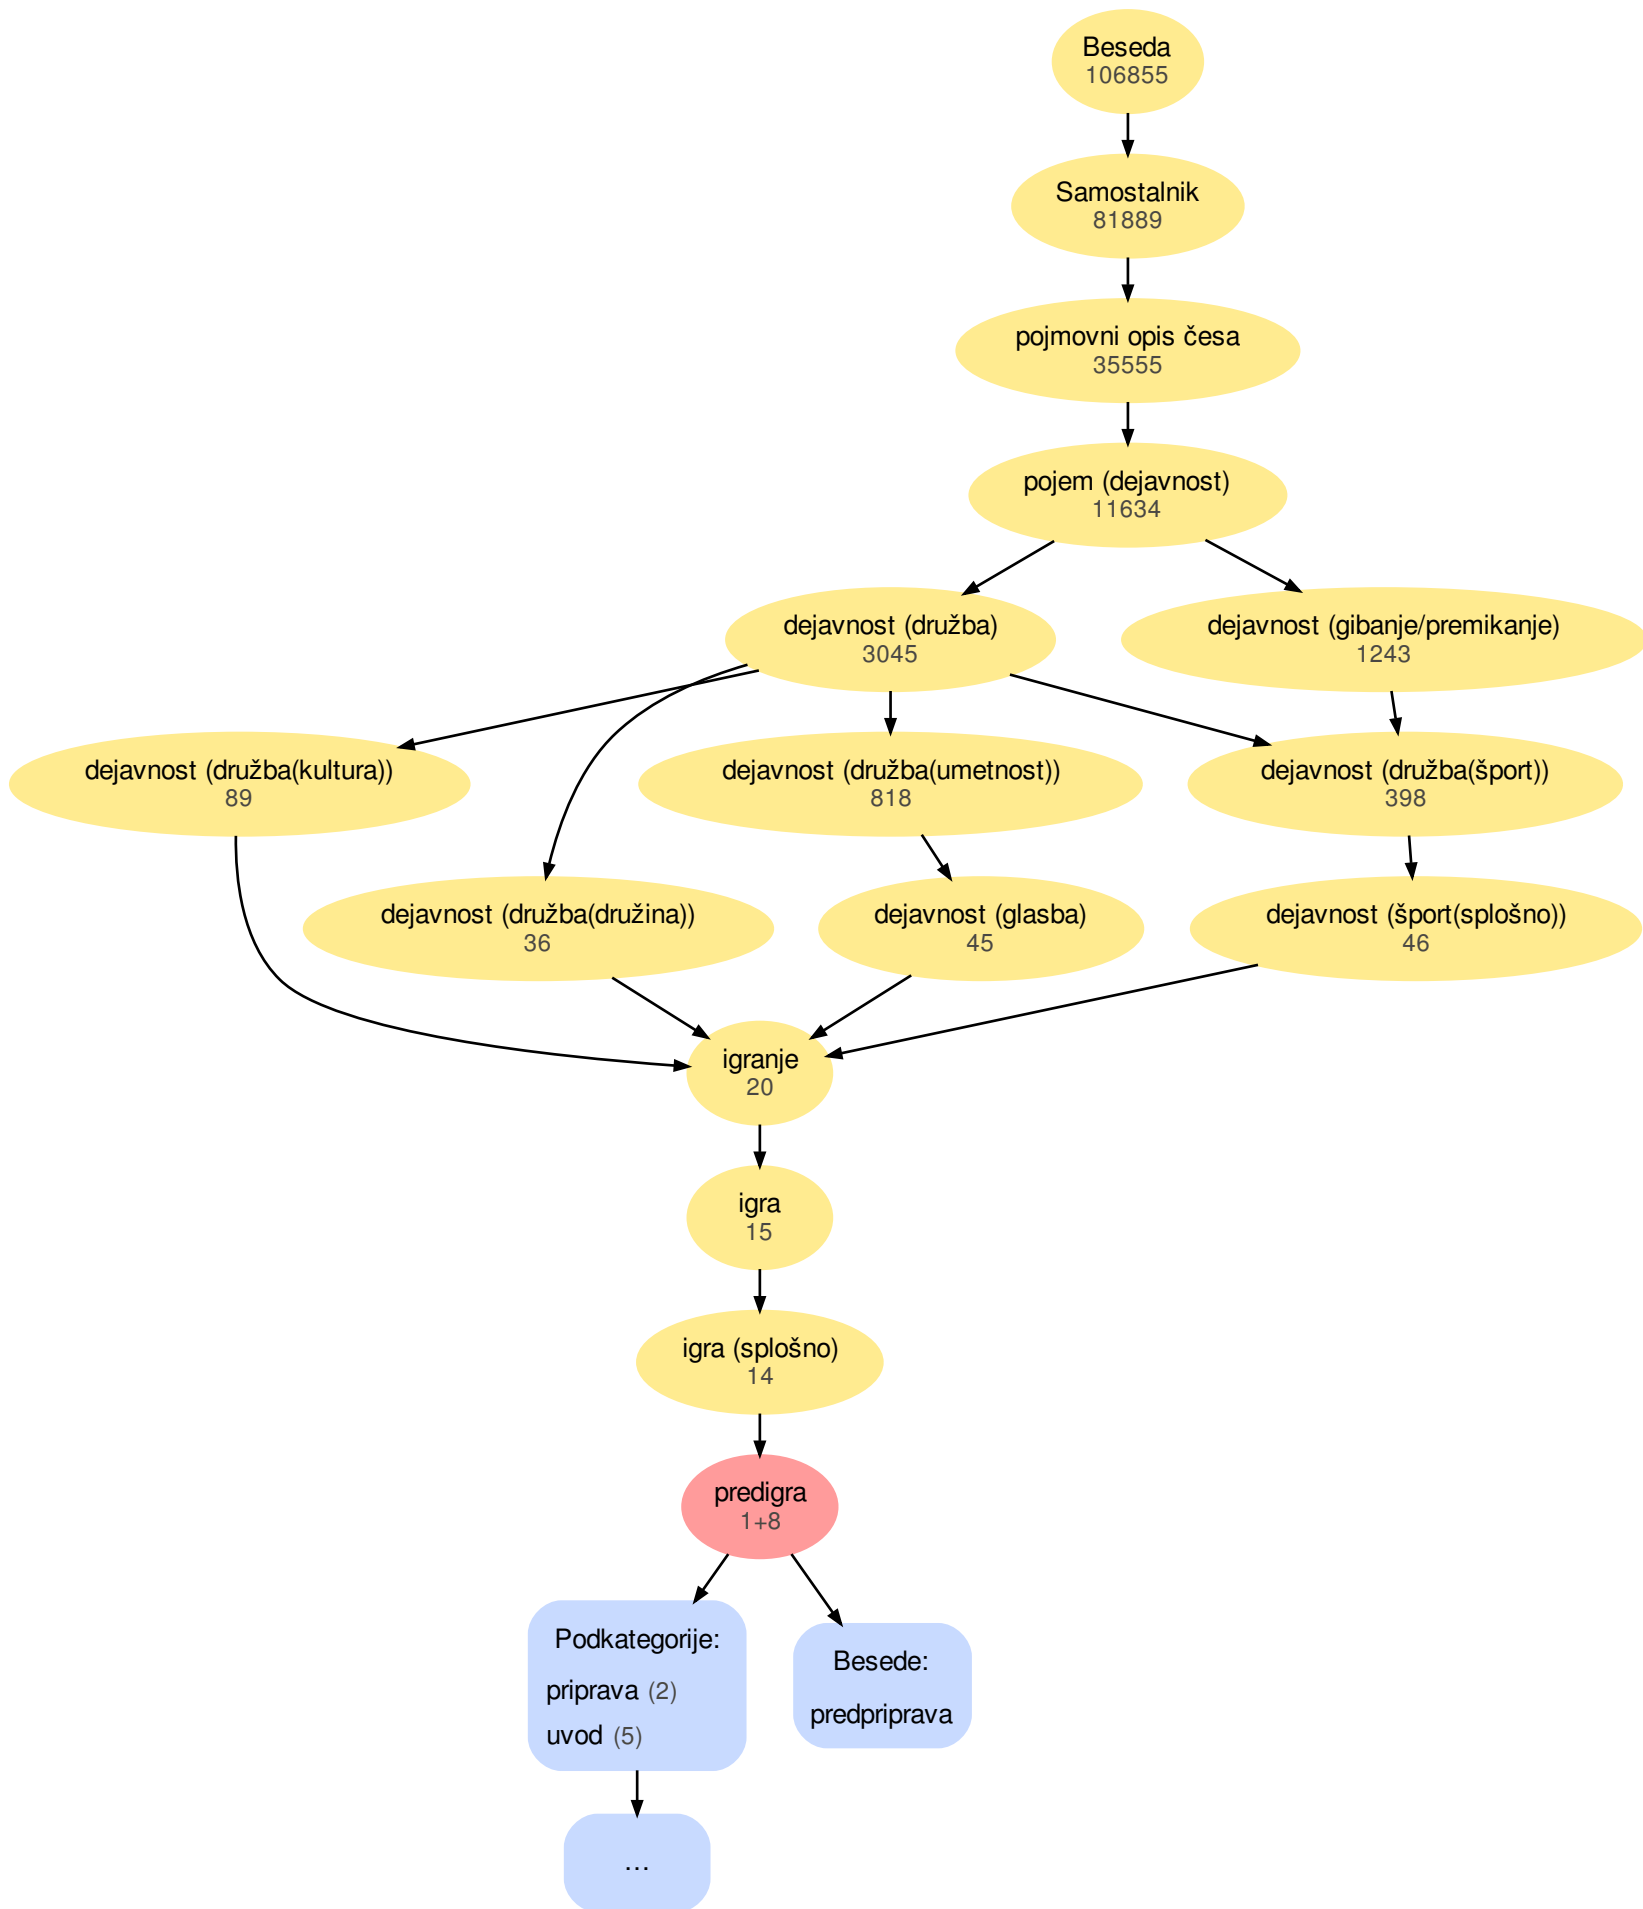 Beseda
106855
Samostalnik
81889
pojmovni opis česa
35555
pojem (dejavnost)
11634
dejavnost (družba)
3045
dejavnost (gibanje/premikanje)
1243
dejavnost (družba(kultura))
89
dejavnost (družba(umetnost))
818
dejavnost (družba(šport))
398
dejavnost (družba(družina))
36
dejavnost (glasba)
45
dejavnost (šport(splošno))
46
igranje
20
igra
15
igra (splošno)
14
predigra
1+8
Podkategorije:
priprava (2)
uvod (5)
Besede:
predpriprava
...